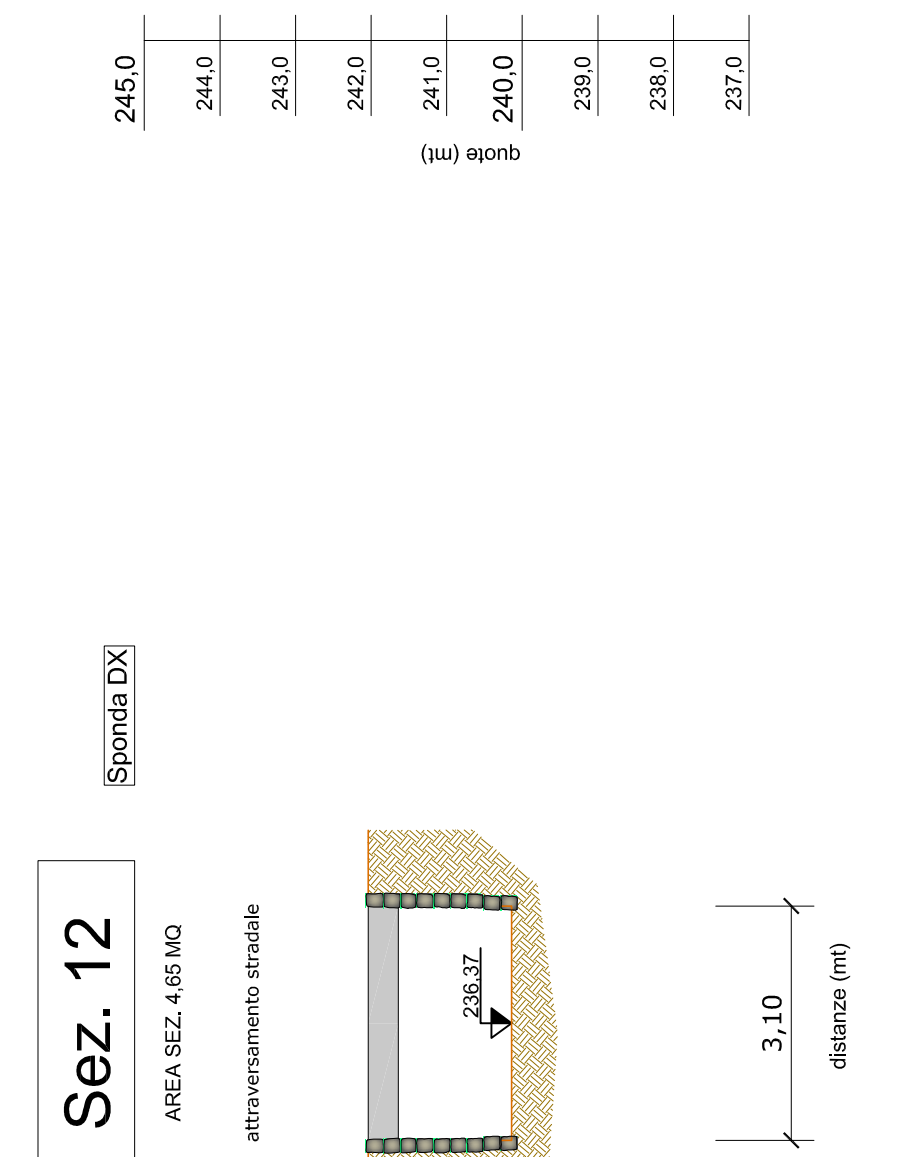 Sez. 12
AREA SEZ. 4,65 MQ
attraversamento stradale
Sponda DX
245,0
244,0
243,0
242,0
241,0
240,0
239,0
238,0
237,0
quote (mt)
236,37
3,10
distanze (mt)